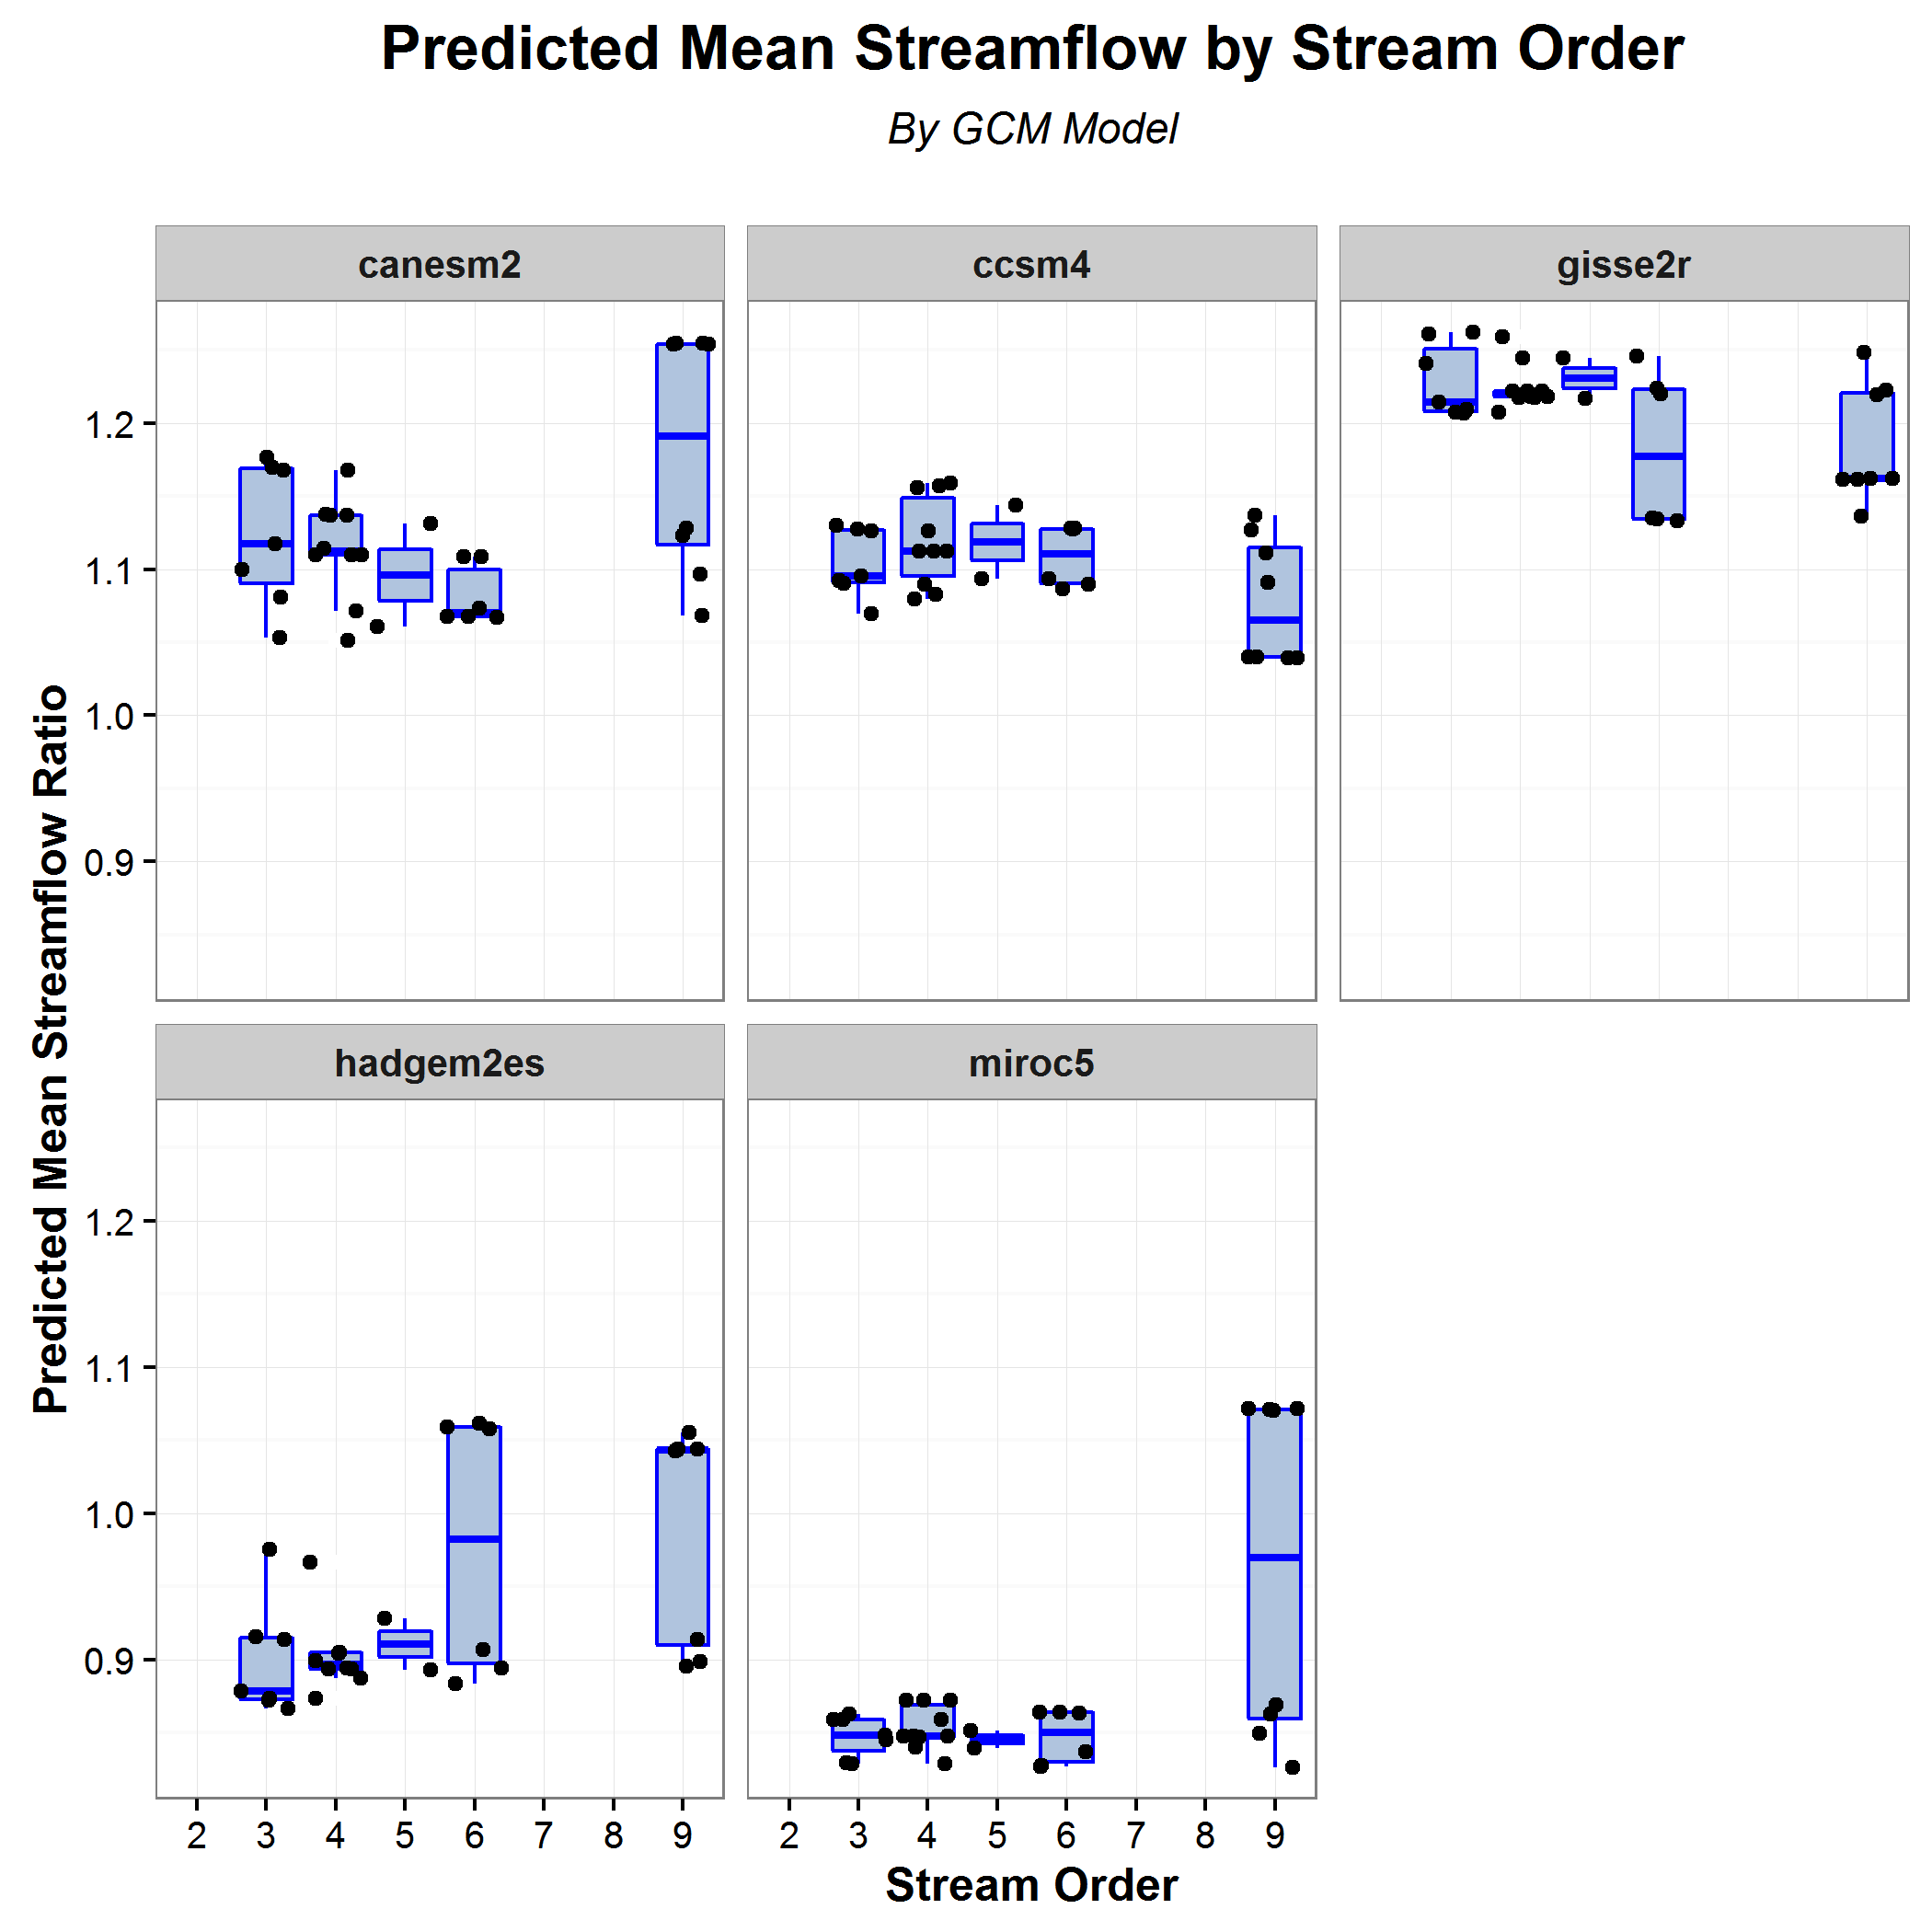 Predicted Mean Streamflow by Stream Order
By GCM Model
canesm2
ccsm4
gisse2r
1.2
1.1
1.0
0.9
Predicted Mean Streamflow Ratio
hadgem2es
miroc5
1.2
1.1
1.0
0.9
2 3 4 5 6 7 8 9
2 3 4 5 6 7 8 9
Stream Order